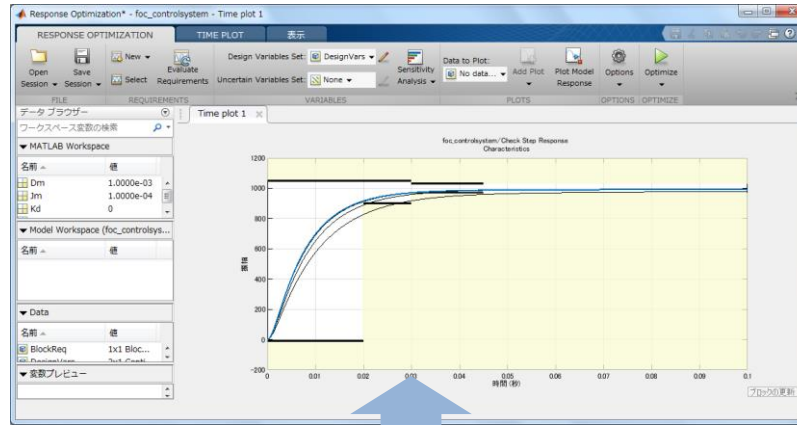 Response Optimization* - foc_controlsystem - Time plot 1
RESPONSE OPTIMIZATION
TIME PLOT
表示
Open Session
Save Session
New
Select
Evaluate Requirements
Design Variables Set:
DesignVars
Uncertain Variables Set:
None
Sensitivity Analysis
Data to Plot:
No data...
Add Plot
Plot Model Response
Options
Optimize
FILE
REQUIREMENTS
VARIABLES
PLOTS
OPTIONS
OPTIMIZE
データ ブラウザー
Time plot 1
ワークスペース変数の検索
MATLAB Workspace
名前
値
Dm 1.0000e-03
Jm 1.0000e-04
Kd 0
Model Workspace (foc_controlsys...
名前
値
Data
名前
値
BlockReq 1x1 Bloc...
DesignVars 2x1 Conti
変数プレビュー
foc_controlsystem/Check Step Response
Characteristics
1200
1000
800
600
400
200
0
-200
振幅
0 0.01 0.02 0.03 0.04 0.05 0.06 0.07 0.08 0.09 0.1
時間 (秒)
ブロックの更新